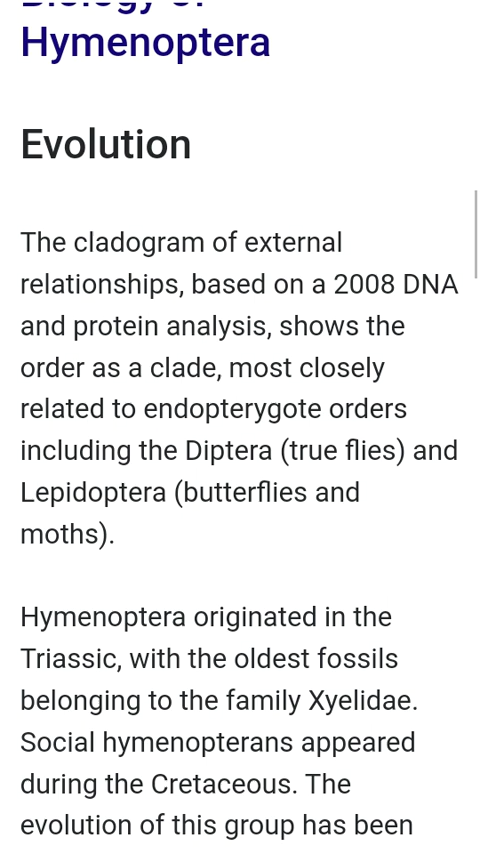 Biology of
Hymenoptera
Evolution
The cladogram of external
relationships, based on a 2008 DNA
and protein analysis, shows the
order as a clade, most closely
related to endopterygote orders
including the Diptera (true flies) and
Lepidoptera (butterflies and
moths).
Hymenoptera originated in the
Triassic, with the oldest fossils
belonging to the family Xyelidae.
Social hymenopterans appeared
during the Cretaceous. The
evolution of this group has been